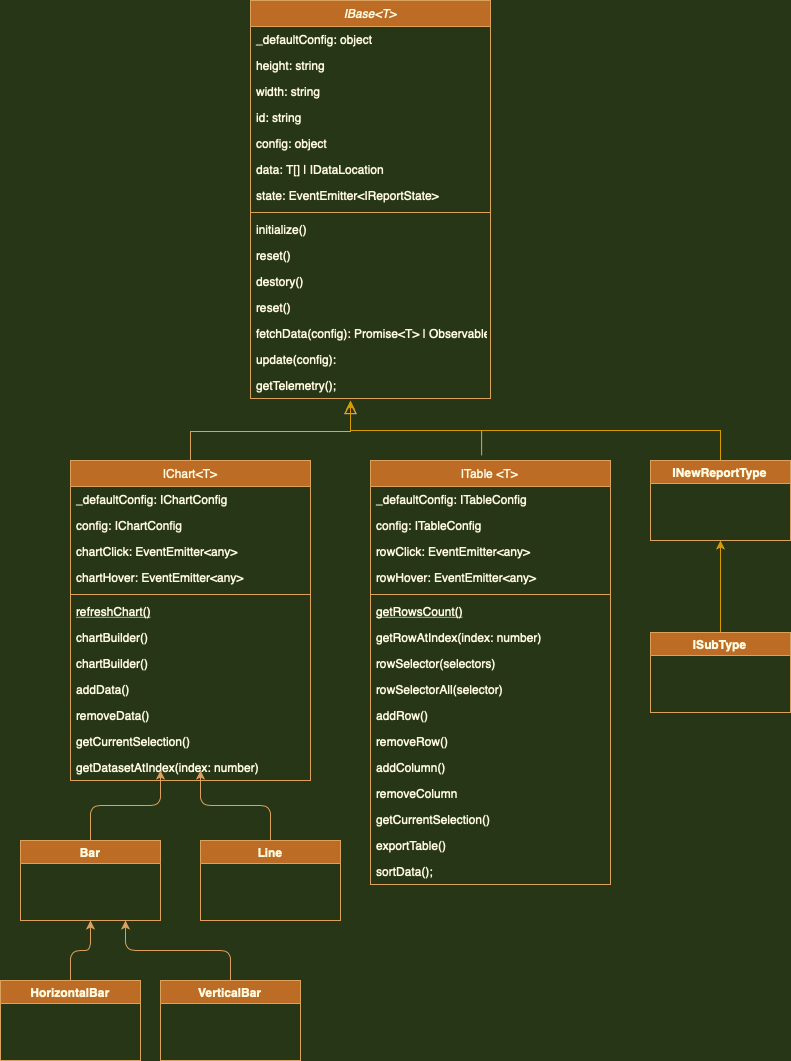 IBase<T>
_defaultConfig: object
height: string
width: string
id: string
config: object
data: T[] | IDataLocation
state: EventEmitter<IReportState>
initialize()
reset()
destory()
reset()
fetchData(config): Promise<T> | Observable
update(config):
getTelemetry();
IChart<T>
_defaultConfig: IChartConfig
config: IChartConfig
chartClick: EventEmitter<any>
chartHover: EventEmitter<any>
refreshChart()
chartBuilder()
chartBuilder()
addData()
removeData()
getCurrentSelection()
getDatasetAtIndex(index: number)
ITable <T>
_defaultConfig: ITableConfig
config: ITableConfig
rowClick: EventEmitter<any>
rowHover: EventEmitter<any>
getRowsCount()
getRowAtIndex(index: number)
rowSelector(selectors)
rowSelectorAll(selector)
addRow()
removeRow()
addColumn()
removeColumn
getCurrentSelection()
exportTable()
sortData();
INewReportType
ISubType
Bar
Line
HorizontalBar
VerticalBar